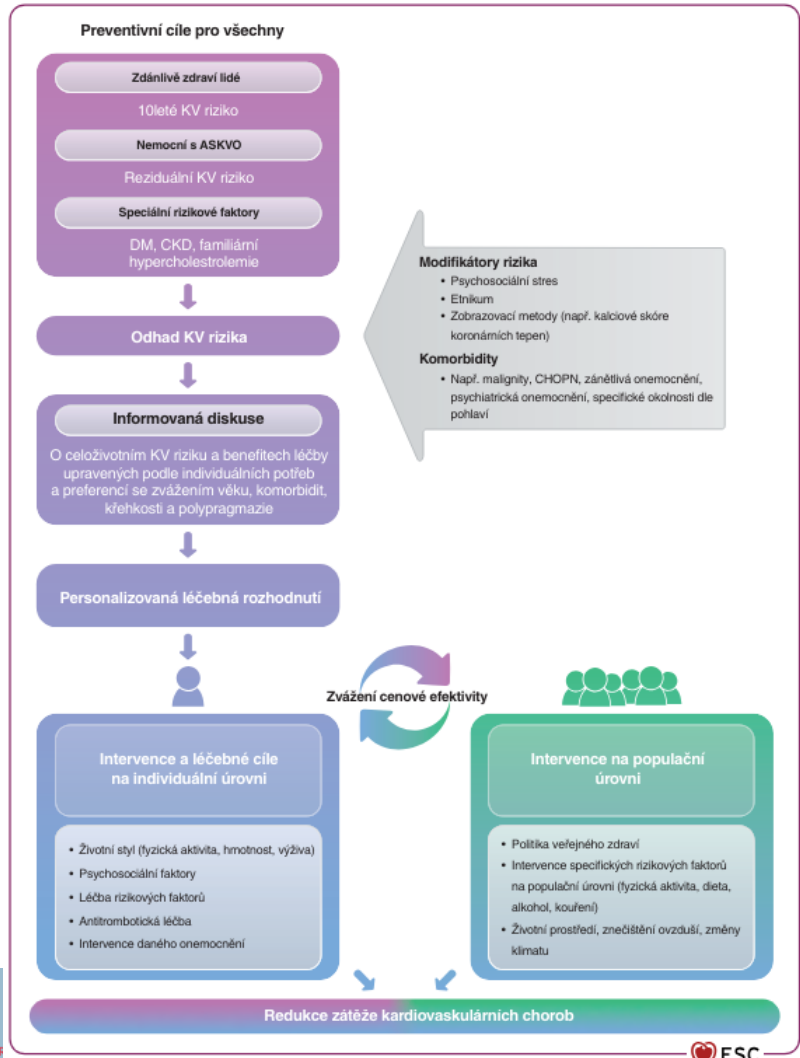 Preventivní cíle pro všechny
Zdánlivě zdraví lidé
10leté KV riziko
Nemocní s ASKVO
Reziduální KV riziko
Speciální rizikové faktory
DM, CKD, familiární
hypercholestrolemie
Odhad KV rizika
Modifikátory rizika
• Psychosociální stres
• Etnikum
• Zobrazovací metody (např. kalciové skóre
koronárních tepen)
Komorbidity
• Např. malignity, CHOPN, zánětlivá onemocnění,
psychiatrická onemocnění, specifické okolnosti dle
pohlaví
Informovaná diskuse
O celoživotním KV riziku a benefitech léčby
upravených podle individuálních potřeb
a preferencí se zvážením věku, komorbidit,
křehkosti a polypragmazie
Personalizovaná léčebná rozhodnutí
Zvážení cenové efektivity
Intervence a léčebné cíle
na individuální úrovni
• Životní styl (fyzická aktivita, hmotnost, výživa)
• Psychosociální faktory
• Léčba rizikových faktorů
• Antitrombotická léčba
• Intervence daného onemocnění
Intervence na populační
úrovni
• Politika veřejného zdraví
• Intervence specifických rizikových faktorů
na populační úrovni (fyzická aktivita, dieta,
alkohol, kouření)
• Životní prostředí, znečištění ovzduší, změny
klimatu
Redukce zátěže kardiovaskulárních chorob
ESC